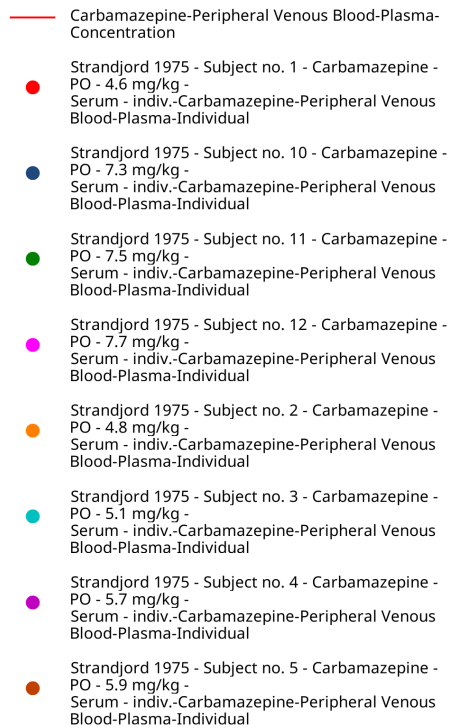 Carbamazepine-Peripheral Venous Blood-Plasma-
Concentration
Strandjord 1975 - Subject no. 1 - Carbamazepine -
PO - 4.6 mg/kg -
Serum - indiv.-Carbamazepine-Peripheral Venous
Blood-Plasma-Individual
Strandjord 1975 - Subject no. 10 - Carbamazepine -
PO - 7.3 mg/kg -
Serum - indiv.-Carbamazepine-Peripheral Venous
Blood-Plasma-Individual
Strandjord 1975 - Subject no. 11 - Carbamazepine -
PO - 7.5 mg/kg -
Serum - indiv.-Carbamazepine-Peripheral Venous
Blood-Plasma-Individual
Strandjord 1975 - Subject no. 12 - Carbamazepine -
PO - 7.7 mg/kg -
Serum - indiv.-Carbamazepine-Peripheral Venous
Blood-Plasma-Individual
Strandjord 1975 - Subject no. 2 - Carbamazepine -
PO - 4.8 mg/kg -
Serum - indiv.-Carbamazepine-Peripheral Venous
Blood-Plasma-Individual
Strandjord 1975 - Subject no. 3 - Carbamazepine -
PO - 5.1 mg/kg -
Serum - indiv.-Carbamazepine-Peripheral Venous
Blood-Plasma-Individual
Strandjord 1975 - Subject no. 4 - Carbamazepine -
PO - 5.7 mg/kg -
Serum - indiv.-Carbamazepine-Peripheral Venous
Blood-Plasma-Individual
Strandjord 1975 - Subject no. 5 - Carbamazepine -
PO - 5.9 mg/kg -
Serum - indiv.-Carbamazepine-Peripheral Venous
Blood-Plasma-Individual